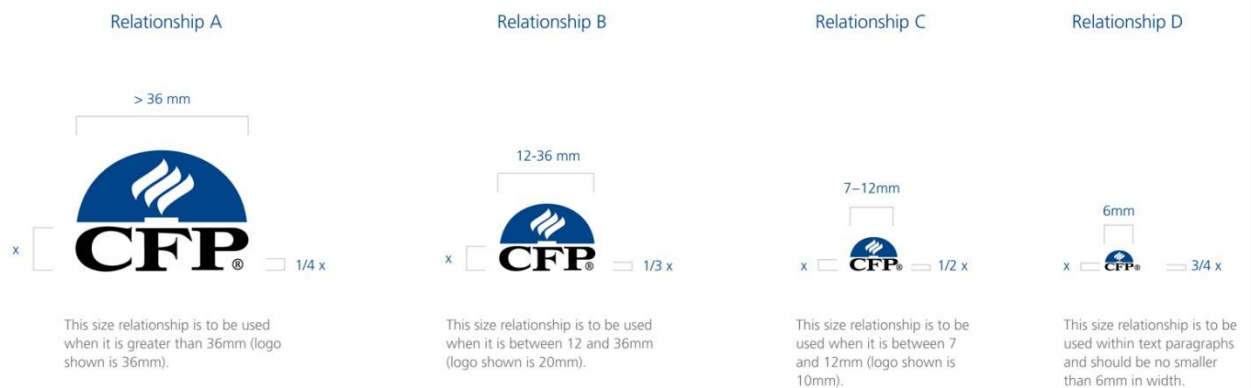 Relationship A
> 36 mm
CFP®
x
1/4 x
This size relationship is to be used
when it is greater than 36mm (logo
shown is 36mm).
Relationship B
12-36 mm
CFP®
x
1/3 x
This size relationship is to be used
when it is between 12 and 36mm
(logo shown is 20mm).
Relationship C
7–12mm
CFP®
x
1/2 x
This size relationship is to be
used when it is between 7
and 12mm (logo shown is
10mm).
Relationship D
6mm
CFP®
x
3/4 x
This size relationship is to be
used within text paragraphs
and should be no smaller
than 6mm in width.